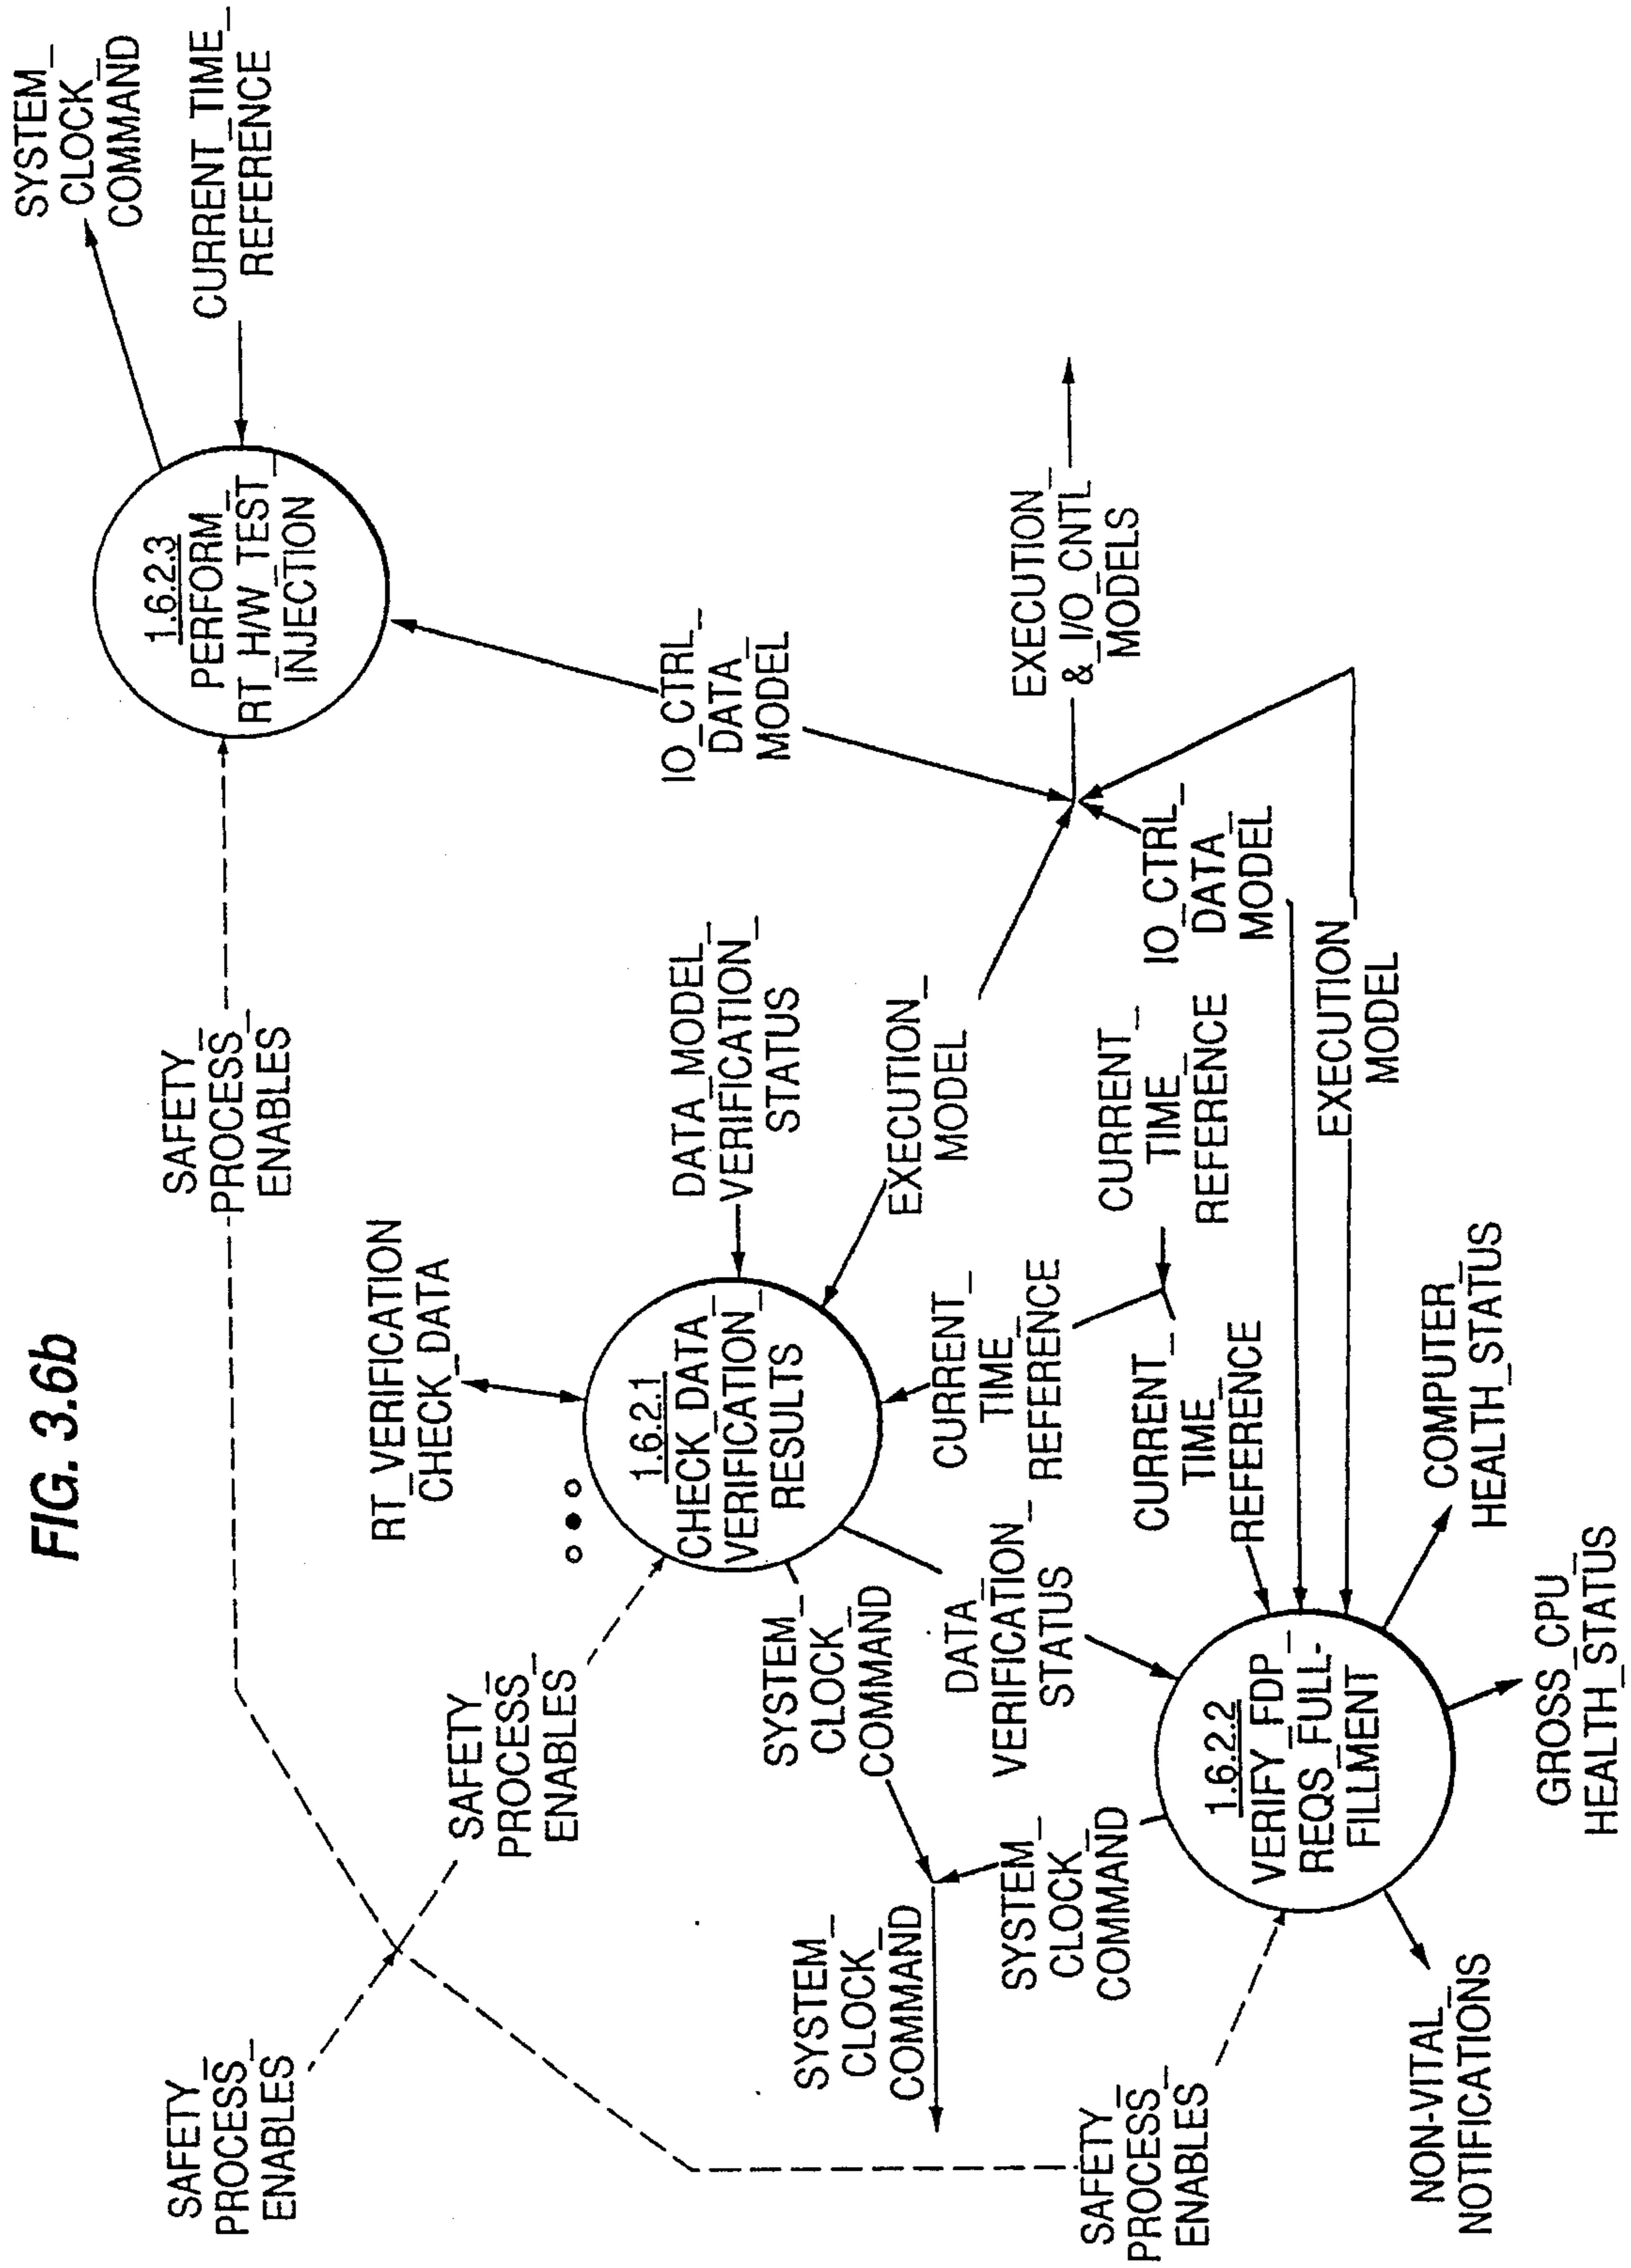 FIG. 3.6b
SAFETY_
PROCESS_
ENABLES
SAFETY_
PROCESS_
ENABLES
SYSTEM_
CLOCK_
COMMAND
CURRENT_TIME_
REFERENCE
1.6.2.3
PERFORM_
RT_H/W_TEST_
INJECTION
SAFETY_
PROCESS_
ENABLES
RT_VERIFICATION
CHECK_DATA
1.6.2.1
CHECK_DATA_
VERIFICATION_
RESULTS
DATA_MODEL_
VERIFICATION_
STATUS
IO_CTRL_
DATA_
MODEL
SYSTEM_
CLOCK_
COMMAND
SYSTEM_
CLOCK_
COMMAND
EXECUTION_
MODEL
DATA_
VERIFICATION_
STATUS
CURRENT_
TIME_
REFERENCE
EXECUTION_
& I/O_CNTL_
MODELS
SYSTEM_
CLOCK_
COMMAND
CURRENT_
TIME_
REFERENCE
CURRENT_
TIME_
REFERENCE
IO_CTRL_
DATA_
MODEL
SAFETY_
PROCESS_
ENABLES
1.6.2.2
VERIFY_FDP_
REQS_FULL-
FILLMENT
EXECUTION_
MODEL
NON-VITAL_
NOTIFICATIONS
GROSS_CPU_
HEALTH_STATUS
COMPUTER_
HEALTH_STATUS